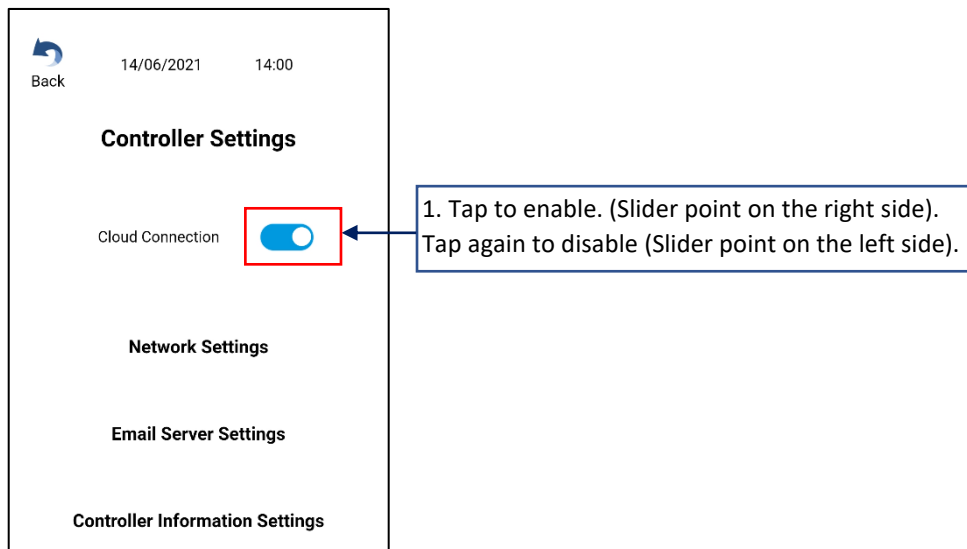 14/06/2021 14:00
Back
Controller Settings
Cloud Connection
1. Tap to enable. (Slider point on the right side).
Tap again to disable (Slider point on the left side).
Network Settings
Email Server Settings
Controller Information Settings